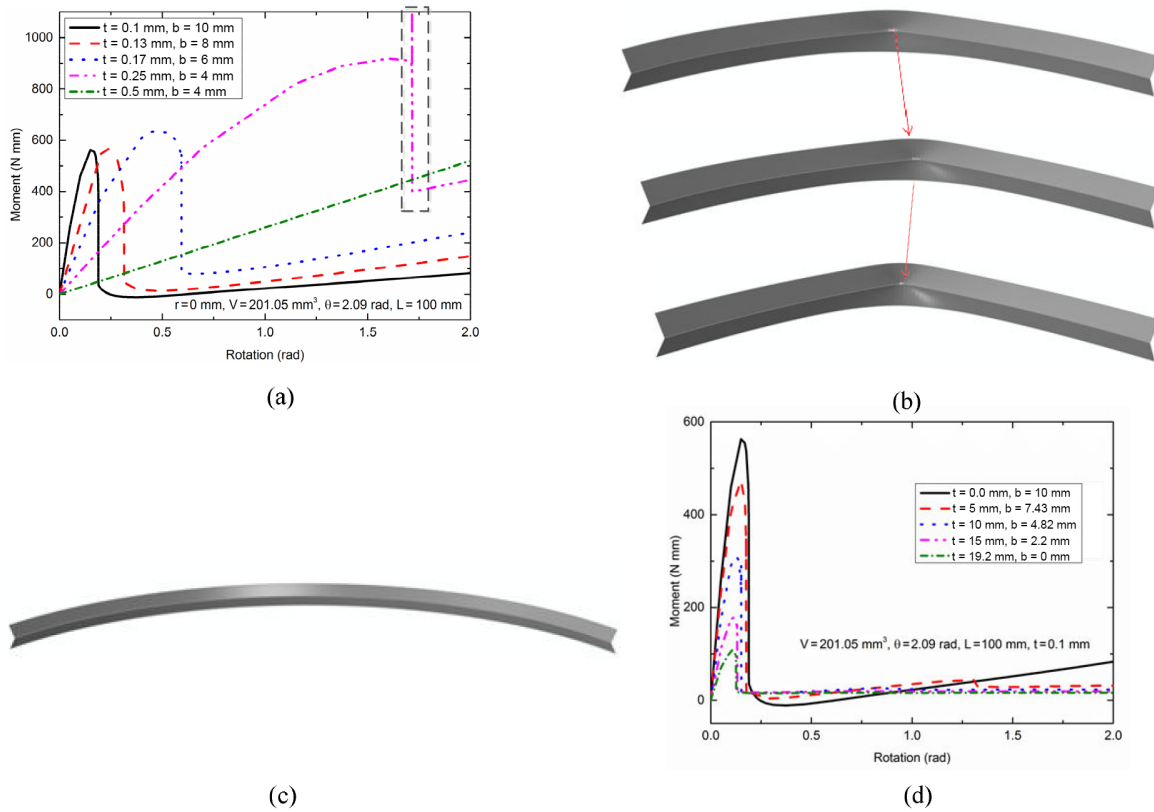 t = 0.1 mm, b = 10 mm
t = 0.13 mm, b = 8 mm
t = 0.17 mm, b = 6 mm
t = 0.25 mm, b = 4 mm
t = 0.5 mm, b = 4 mm
1000
800
600
400
200
0
Moment (N mm)
r = 0 mm, V = 201.05 mm³, θ = 2.09 rad, L = 100 mm
0.0 0.5 1.0 1.5 2.0
Rotation (rad)
(a)
(b)
(c)
600
400
200
0
Moment (N mm)
t = 0.0 mm, b = 10 mm
t = 5 mm, b = 7.43 mm
t = 10 mm, b = 4.82 mm
t = 15 mm, b = 2.2 mm
t = 19.2 mm, b = 0 mm
V = 201.05 mm³, θ = 2.09 rad, L = 100 mm, t = 0.1 mm
0.0 0.5 1.0 1.5 2.0
Rotation (rad)
(d)